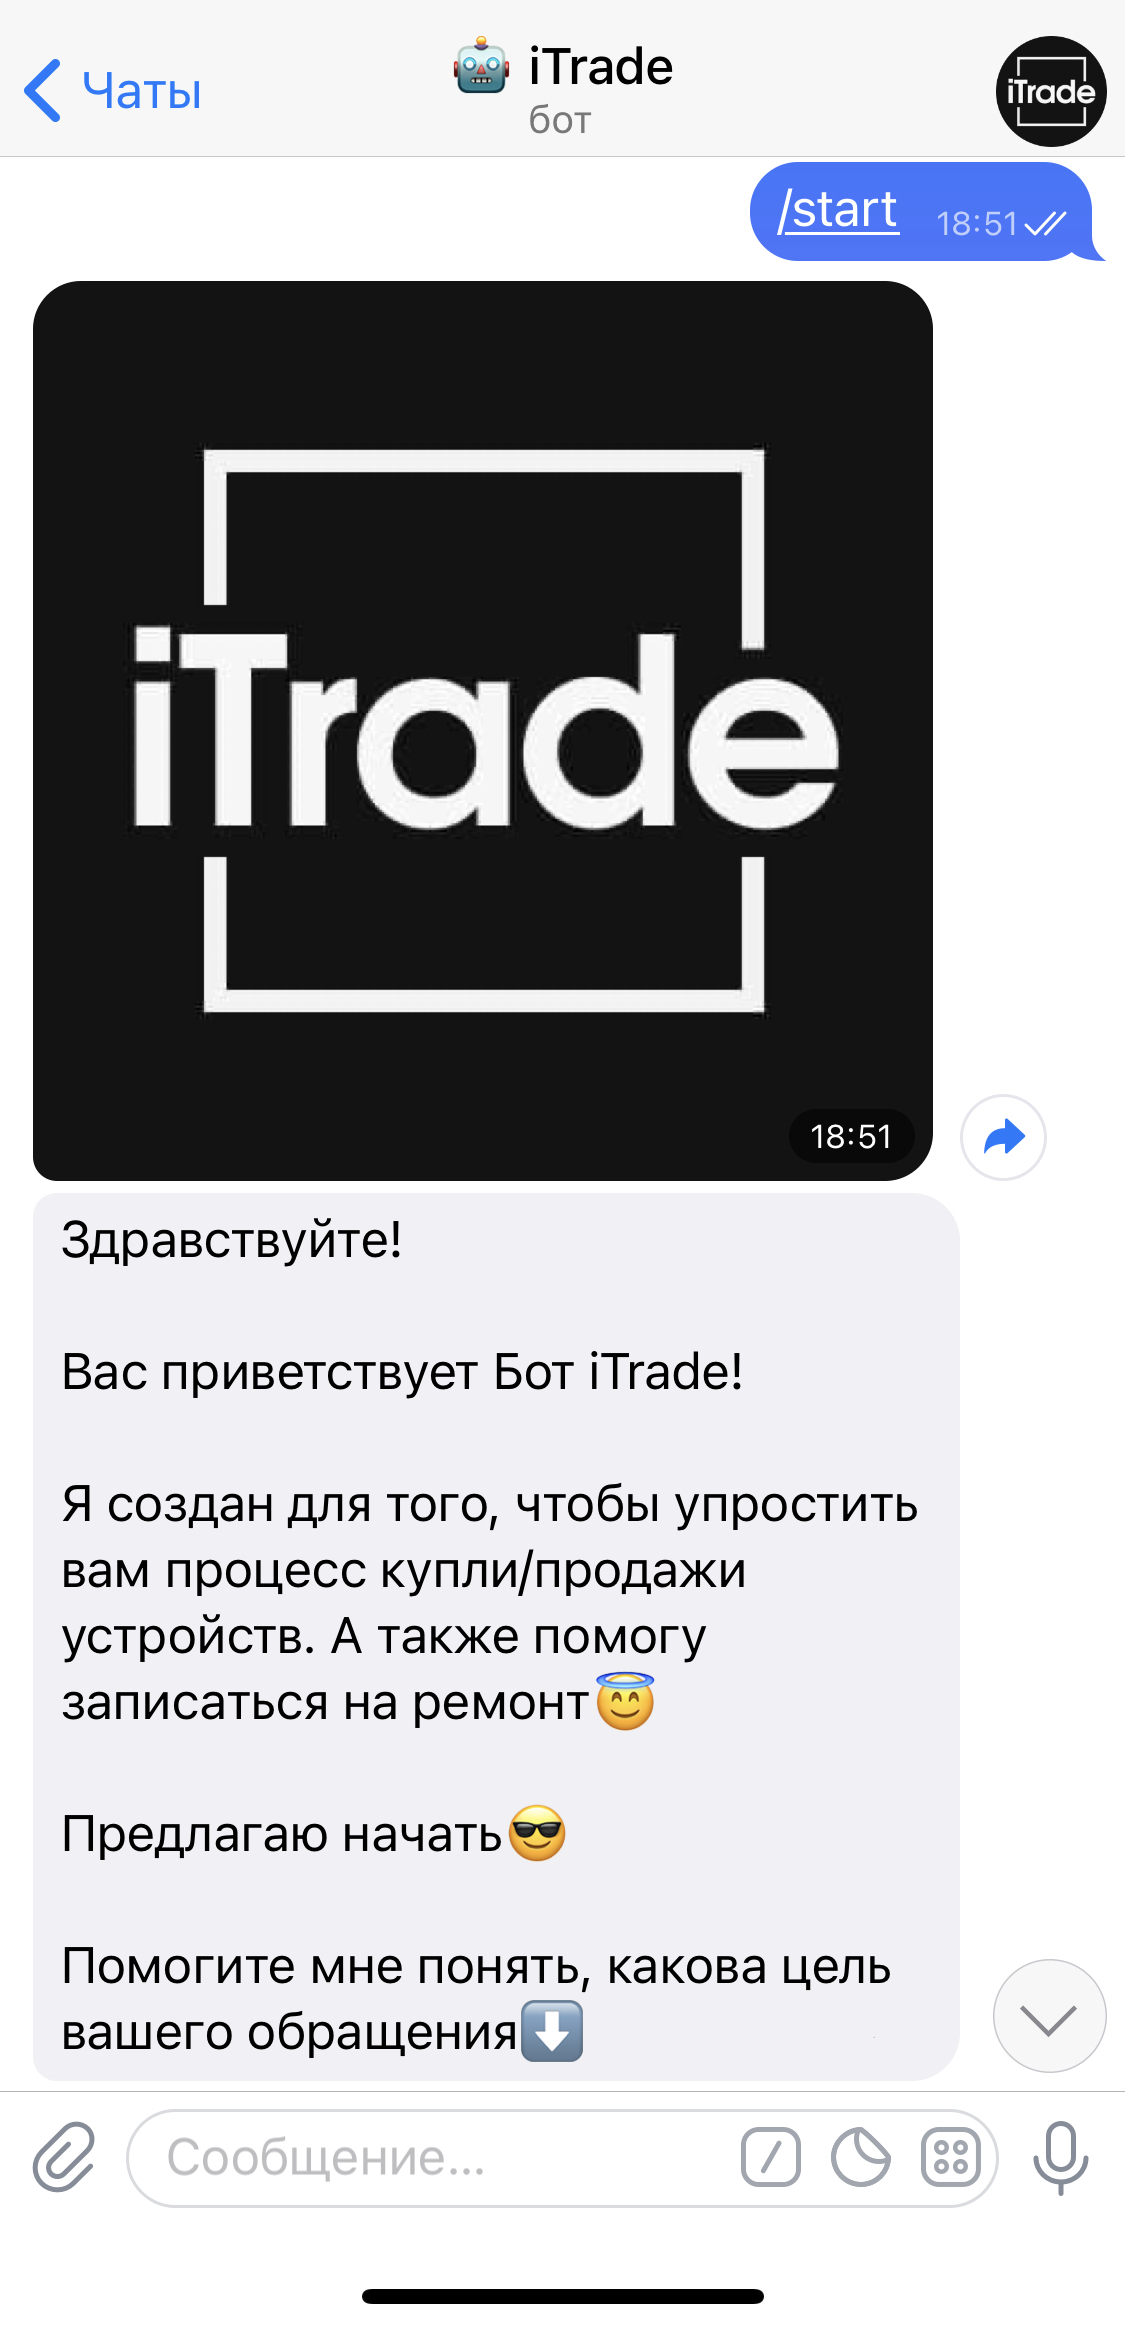 Чаты
🤖 iTrade
бот
iTrade
/start 18:51
iTrade
18:51
Здравствуйте!
Вас приветствует Бот iTrade!
Я создан для того, чтобы упростить
вам процесс купли/продажи
устройств. А также помогу
записаться на ремонт😇
Предлагаю начать😎
Помогите мне понять, какова цель
вашего обращения⬇️
Сообщение...